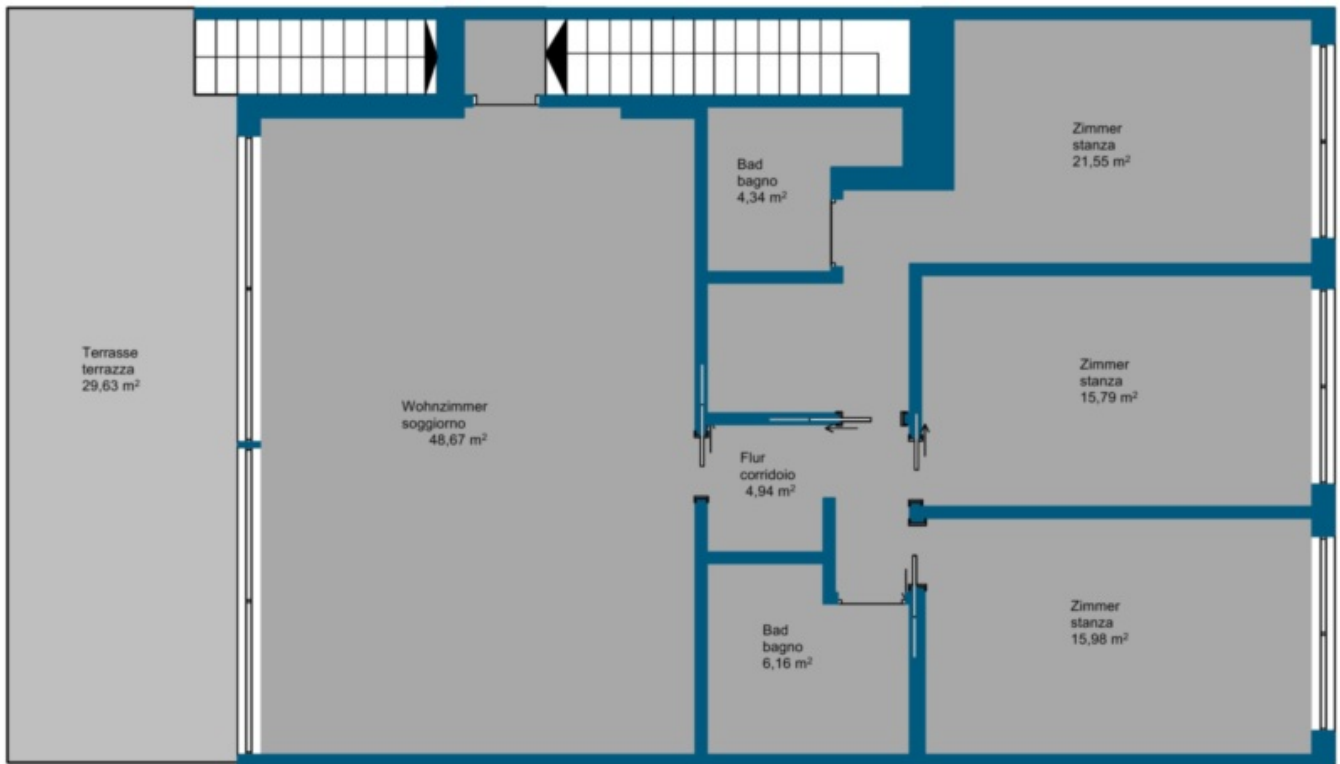 Zimmer
stanza
21,55 m²
Bad
bagno
4,34 m²
Terrasse
terrazza
29,63 m²
Zimmer
stanza
15,79 m²
Wohnzimmer
soggiorno
48,67 m²
Flur
corridoio
4,94 m²
Zimmer
stanza
15,98 m²
Bad
bagno
6,16 m²